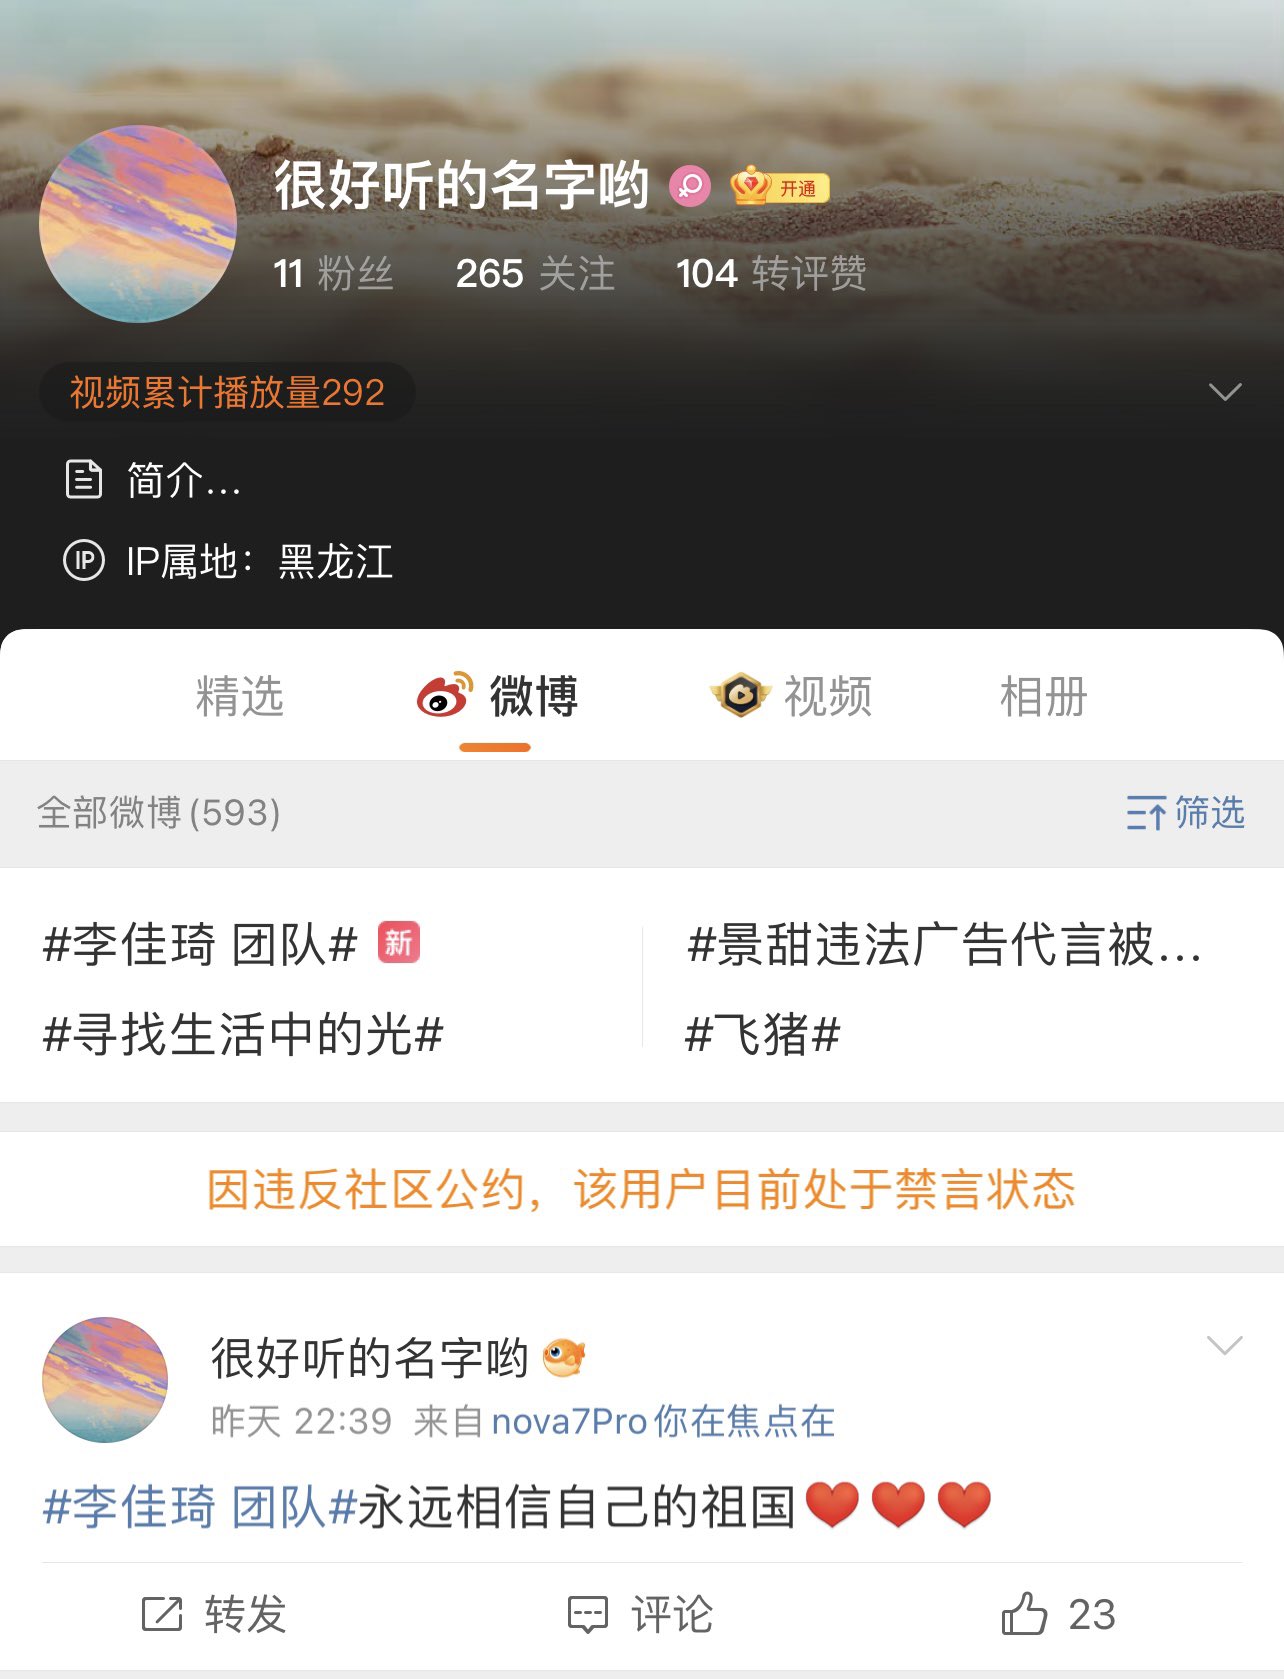 很好听的名字哟 开通
11 粉丝 265 关注 104 转评赞
视频累计播放量292
简介...
IP IP属地：黑龙江
精选 微博 视频 相册
全部微博(593) 筛选
#李佳琦 团队# 新 #景甜违法广告代言被...
#寻找生活中的光# #飞猪#
因违反社区公约，该用户目前处于禁言状态
很好听的名字哟
昨天 22:39 来自 nova7Pro你在焦点在
#李佳琦 团队#永远相信自己的祖国❤️❤️❤️
转发 评论 23